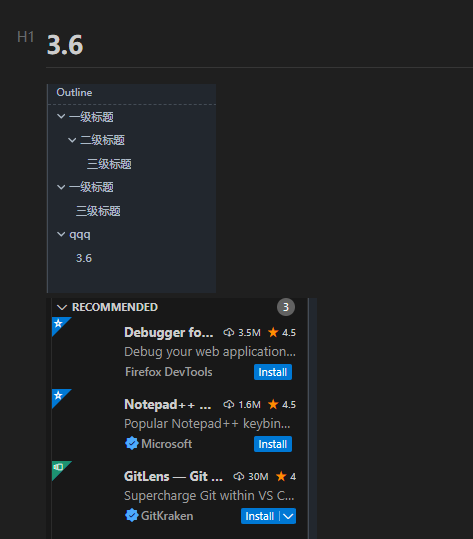 H1 3.6
Outline
一级标题
二级标题
三级标题
一级标题
三级标题
qqq
3.6
RECOMMENDED 3
Debugger fo... 3.5M 4.5
Debug your web application...
Firefox DevTools Install
Notepad++ ... 1.6M 4.5
Popular Notepad++ keybin...
Microsoft Install
GitLens — Git ... 30M 4
Supercharge Git within VS C...
GitKraken Install